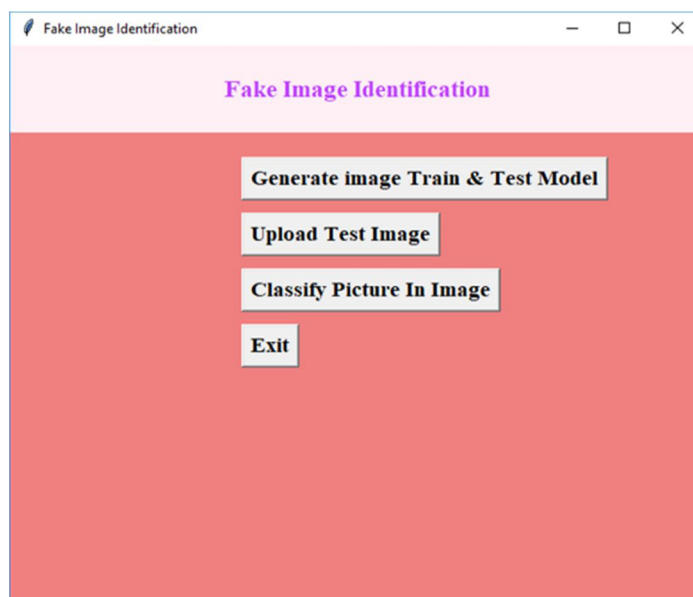 Fake Image Identification
Fake Image Identification
Generate image Train & Test Model
Upload Test Image
Classify Picture In Image
Exit